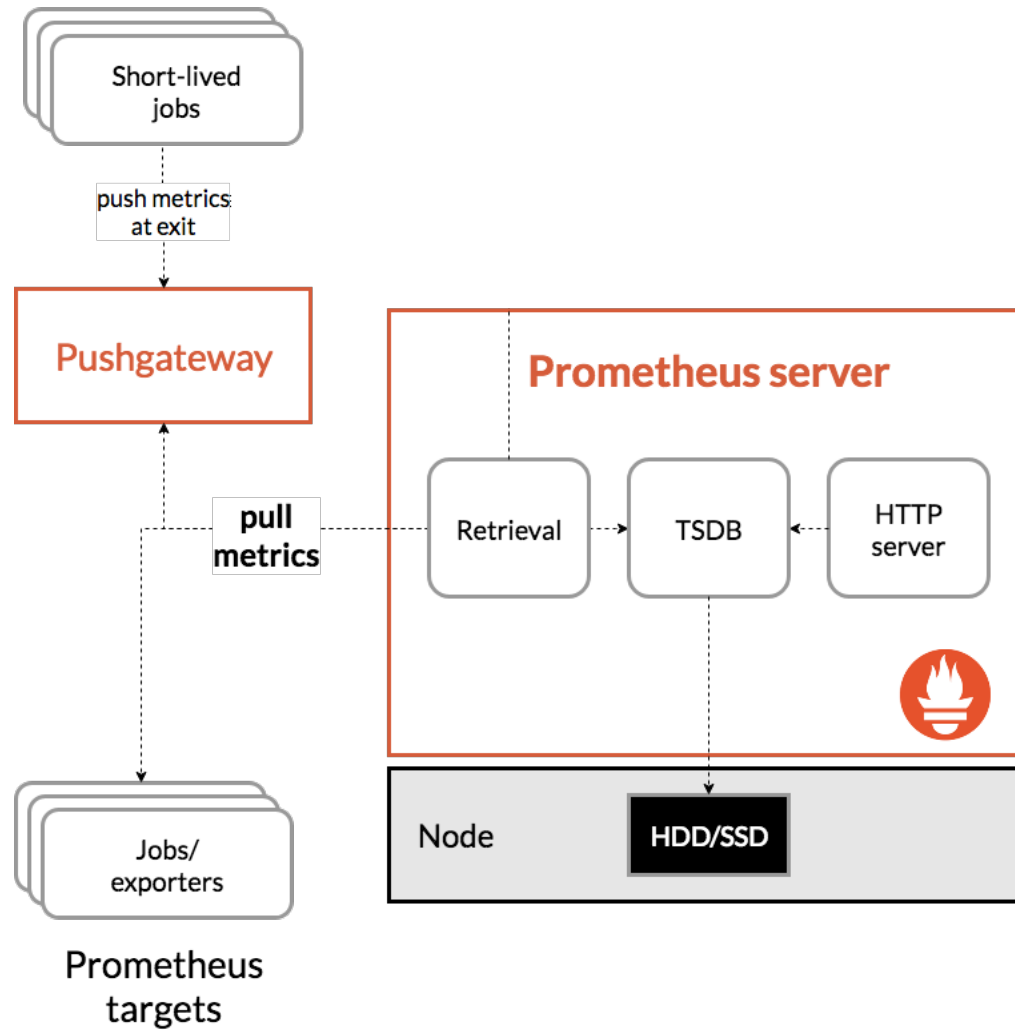 Short-lived
jobs
push metrics
at exit
Pushgateway
Prometheus server
pull
metrics
Retrieval
TSDB
HTTP
server
Node
HDD/SSD
Jobs/
exporters
Prometheus
targets